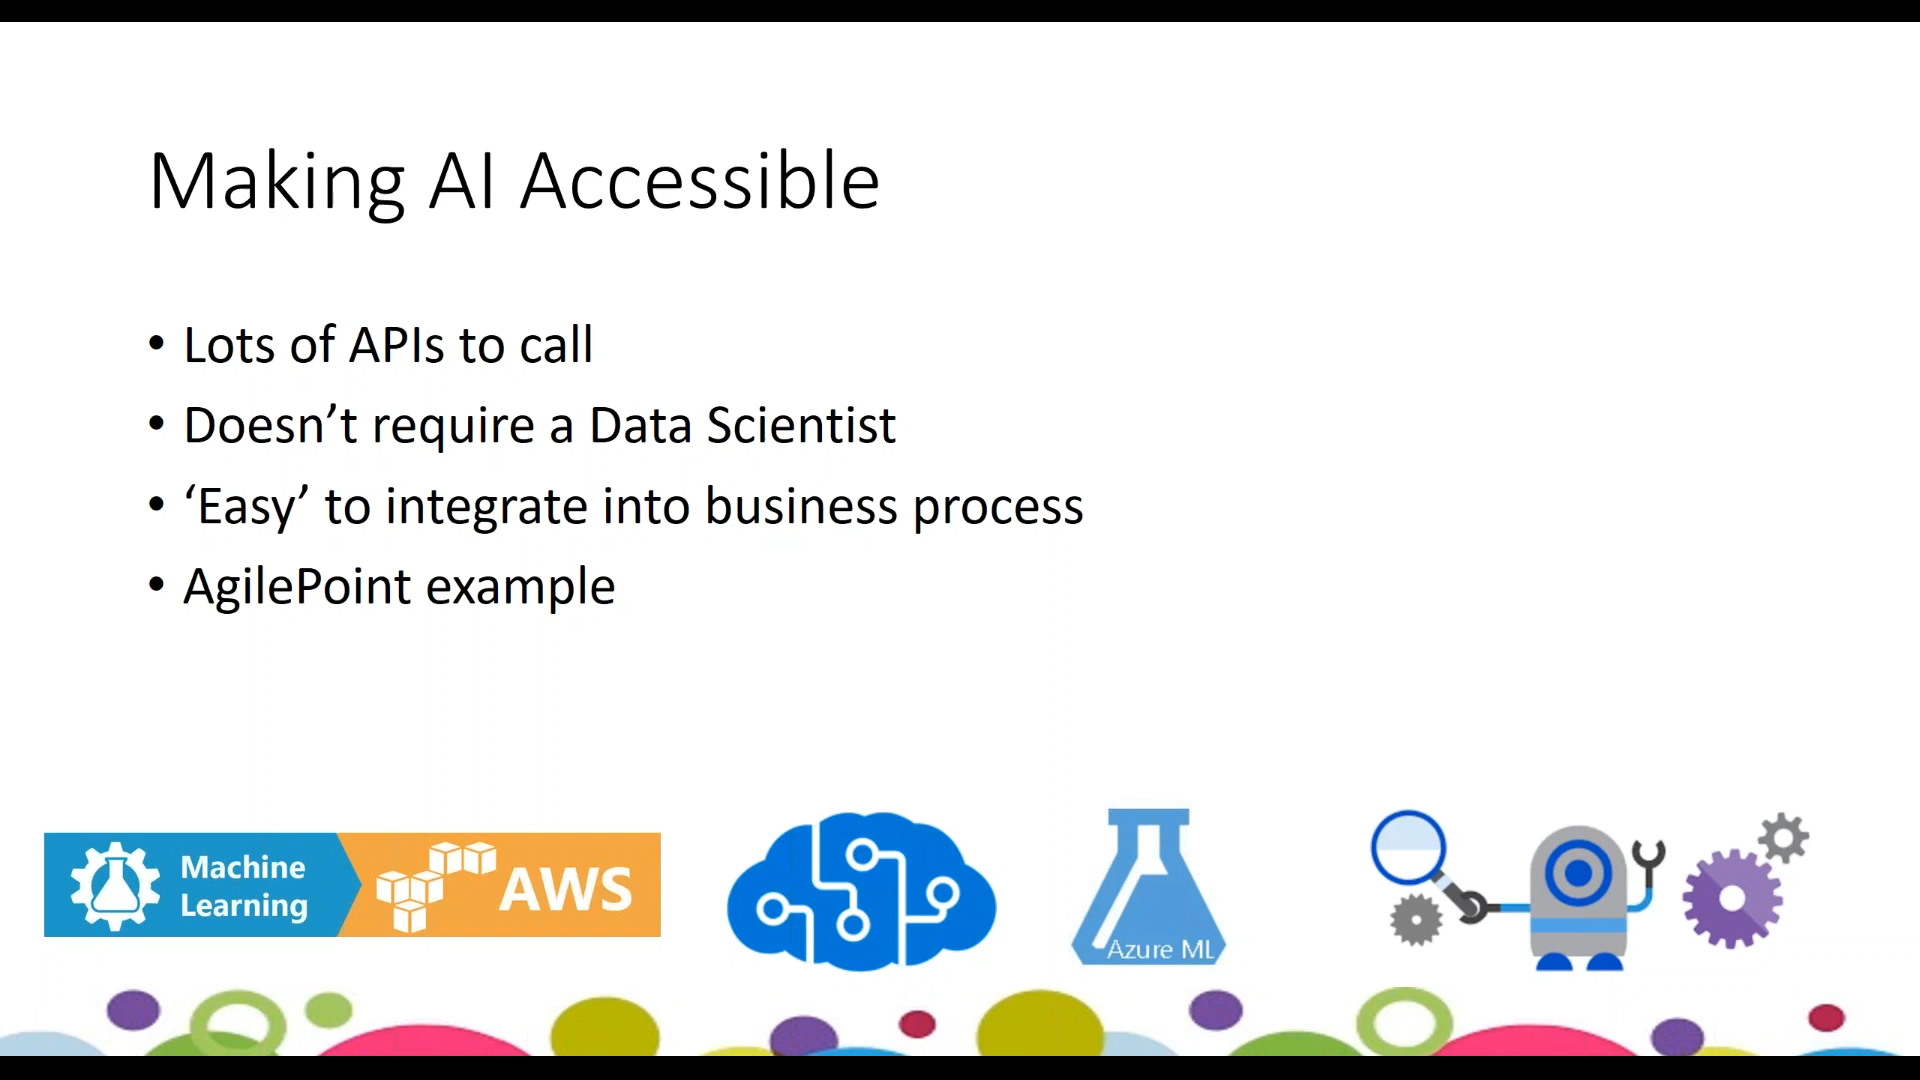 Making AI Accessible
• Lots of APIs to call
• Doesn’t require a Data Scientist
• ‘Easy’ to integrate into business process
• AgilePoint example
Machine
Learning
AWS
Azure ML